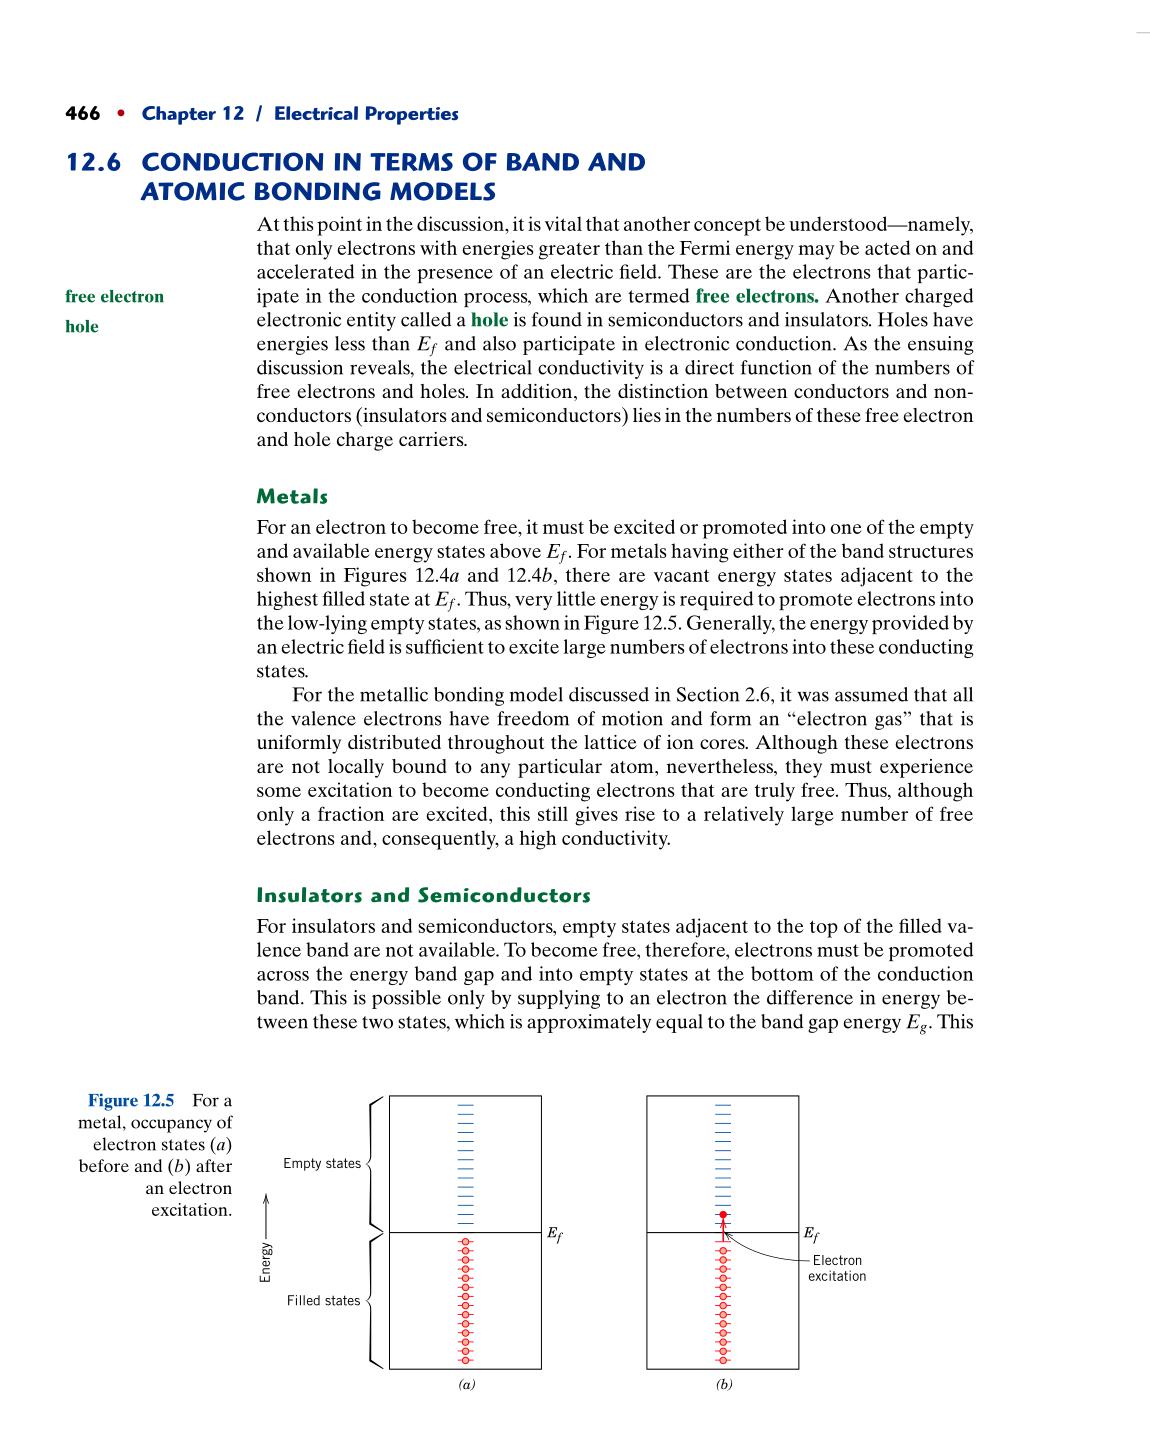 466 • Chapter 12 / Electrical Properties
12.6 CONDUCTION IN TERMS OF BAND AND
ATOMIC BONDING MODELS
At this point in the discussion, it is vital that another concept be understood—namely,
that only electrons with energies greater than the Fermi energy may be acted on and
accelerated in the presence of an electric field. These are the electrons that partic-
free electron
ipate in the conduction process, which are termed free electrons. Another charged
hole
electronic entity called a hole is found in semiconductors and insulators. Holes have
energies less than Ef and also participate in electronic conduction. As the ensuing
discussion reveals, the electrical conductivity is a direct function of the numbers of
free electrons and holes. In addition, the distinction between conductors and non-
conductors (insulators and semiconductors) lies in the numbers of these free electron
and hole charge carriers.
Metals
For an electron to become free, it must be excited or promoted into one of the empty
and available energy states above Ef. For metals having either of the band structures
shown in Figures 12.4a and 12.4b, there are vacant energy states adjacent to the
highest filled state at Ef. Thus, very little energy is required to promote electrons into
the low-lying empty states, as shown in Figure 12.5. Generally, the energy provided by
an electric field is sufficient to excite large numbers of electrons into these conducting
states.
For the metallic bonding model discussed in Section 2.6, it was assumed that all
the valence electrons have freedom of motion and form an “electron gas” that is
uniformly distributed throughout the lattice of ion cores. Although these electrons
are not locally bound to any particular atom, nevertheless, they must experience
some excitation to become conducting electrons that are truly free. Thus, although
only a fraction are excited, this still gives rise to a relatively large number of free
electrons and, consequently, a high conductivity.
Insulators and Semiconductors
For insulators and semiconductors, empty states adjacent to the top of the filled va-
lence band are not available. To become free, therefore, electrons must be promoted
across the energy band gap and into empty states at the bottom of the conduction
band. This is possible only by supplying to an electron the difference in energy be-
tween these two states, which is approximately equal to the band gap energy Eg. This
Figure 12.5 For a
metal, occupancy of
electron states (a)
before and (b) after
an electron
excitation.
Empty states
Energy
Filled states
Ef
(a)
Ef
Electron
excitation
(b)